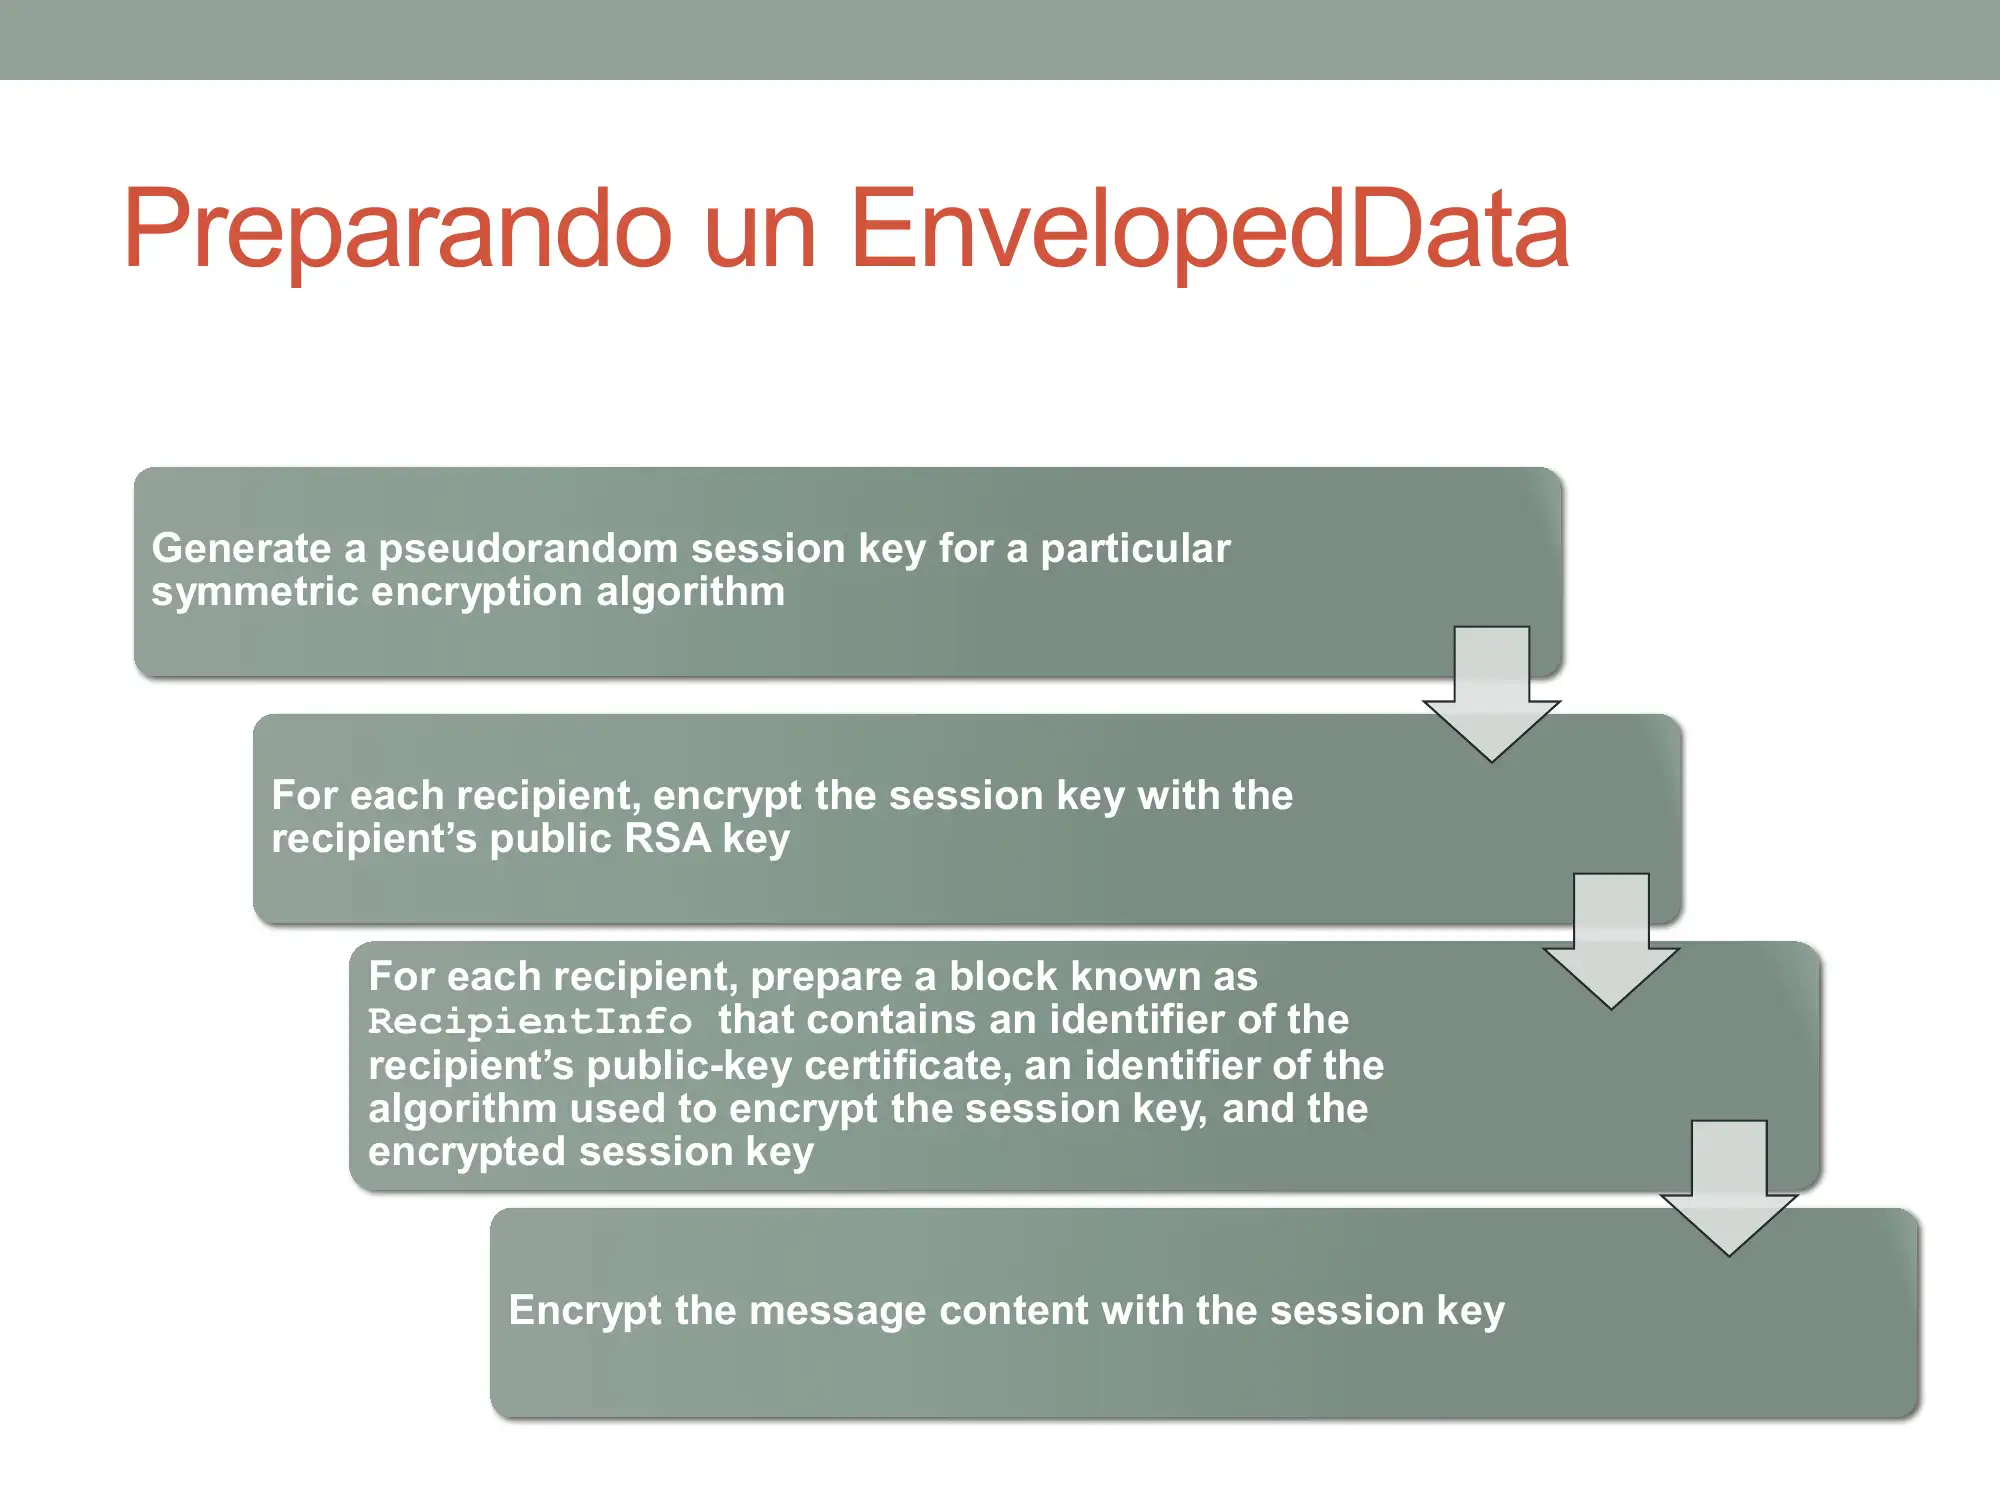 Preparando un EnvelopedData
Generate a pseudorandom session key for a particular
symmetric encryption algorithm
For each recipient, encrypt the session key with the
recipient’s public RSA key
For each recipient, prepare a block known as
RecipientInfo that contains an identifier of the
recipient’s public-key certificate, an identifier of the
algorithm used to encrypt the session key, and the
encrypted session key
Encrypt the message content with the session key